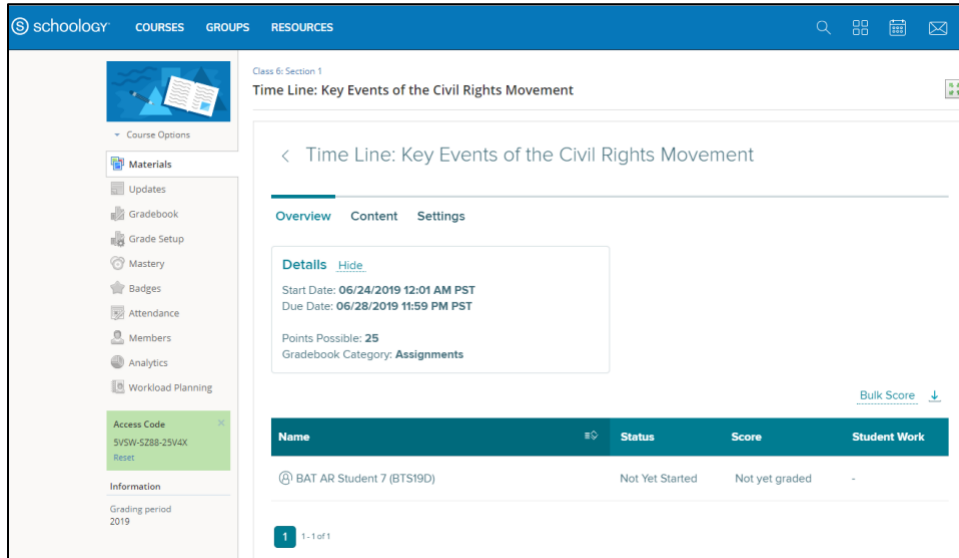 schoology COURSES GROUPS RESOURCES
Class 6: Section 1
Time Line: Key Events of the Civil Rights Movement
Course Options
Materials
Updates
Gradebook
Grade Setup
Mastery
Badges
Attendance
Members
Analytics
Workload Planning
Access Code
5VSW-SZ88-25V4X
Reset
Information
Grading period
2019
Time Line: Key Events of the Civil Rights Movement
Overview Content Settings
Details Hide
Start Date: 06/24/2019 12:01 AM PST
Due Date: 06/28/2019 11:59 PM PST
Points Possible: 25
Gradebook Category: Assignments
Bulk Score
Name Status Score Student Work
BAT AR Student 7 (BTS19D) Not Yet Started Not yet graded -
1 1 - 1 of 1